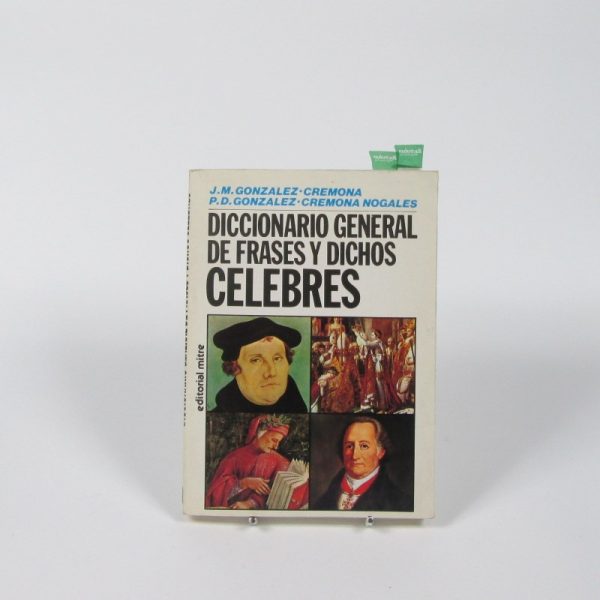 J.M.GONZALEZ-CREMONA
P.D.GONZALEZ-CREMONA NOGALES
DICCIONARIO GENERAL
DE FRASES Y DICHOS
CELEBRES
editorial mitre